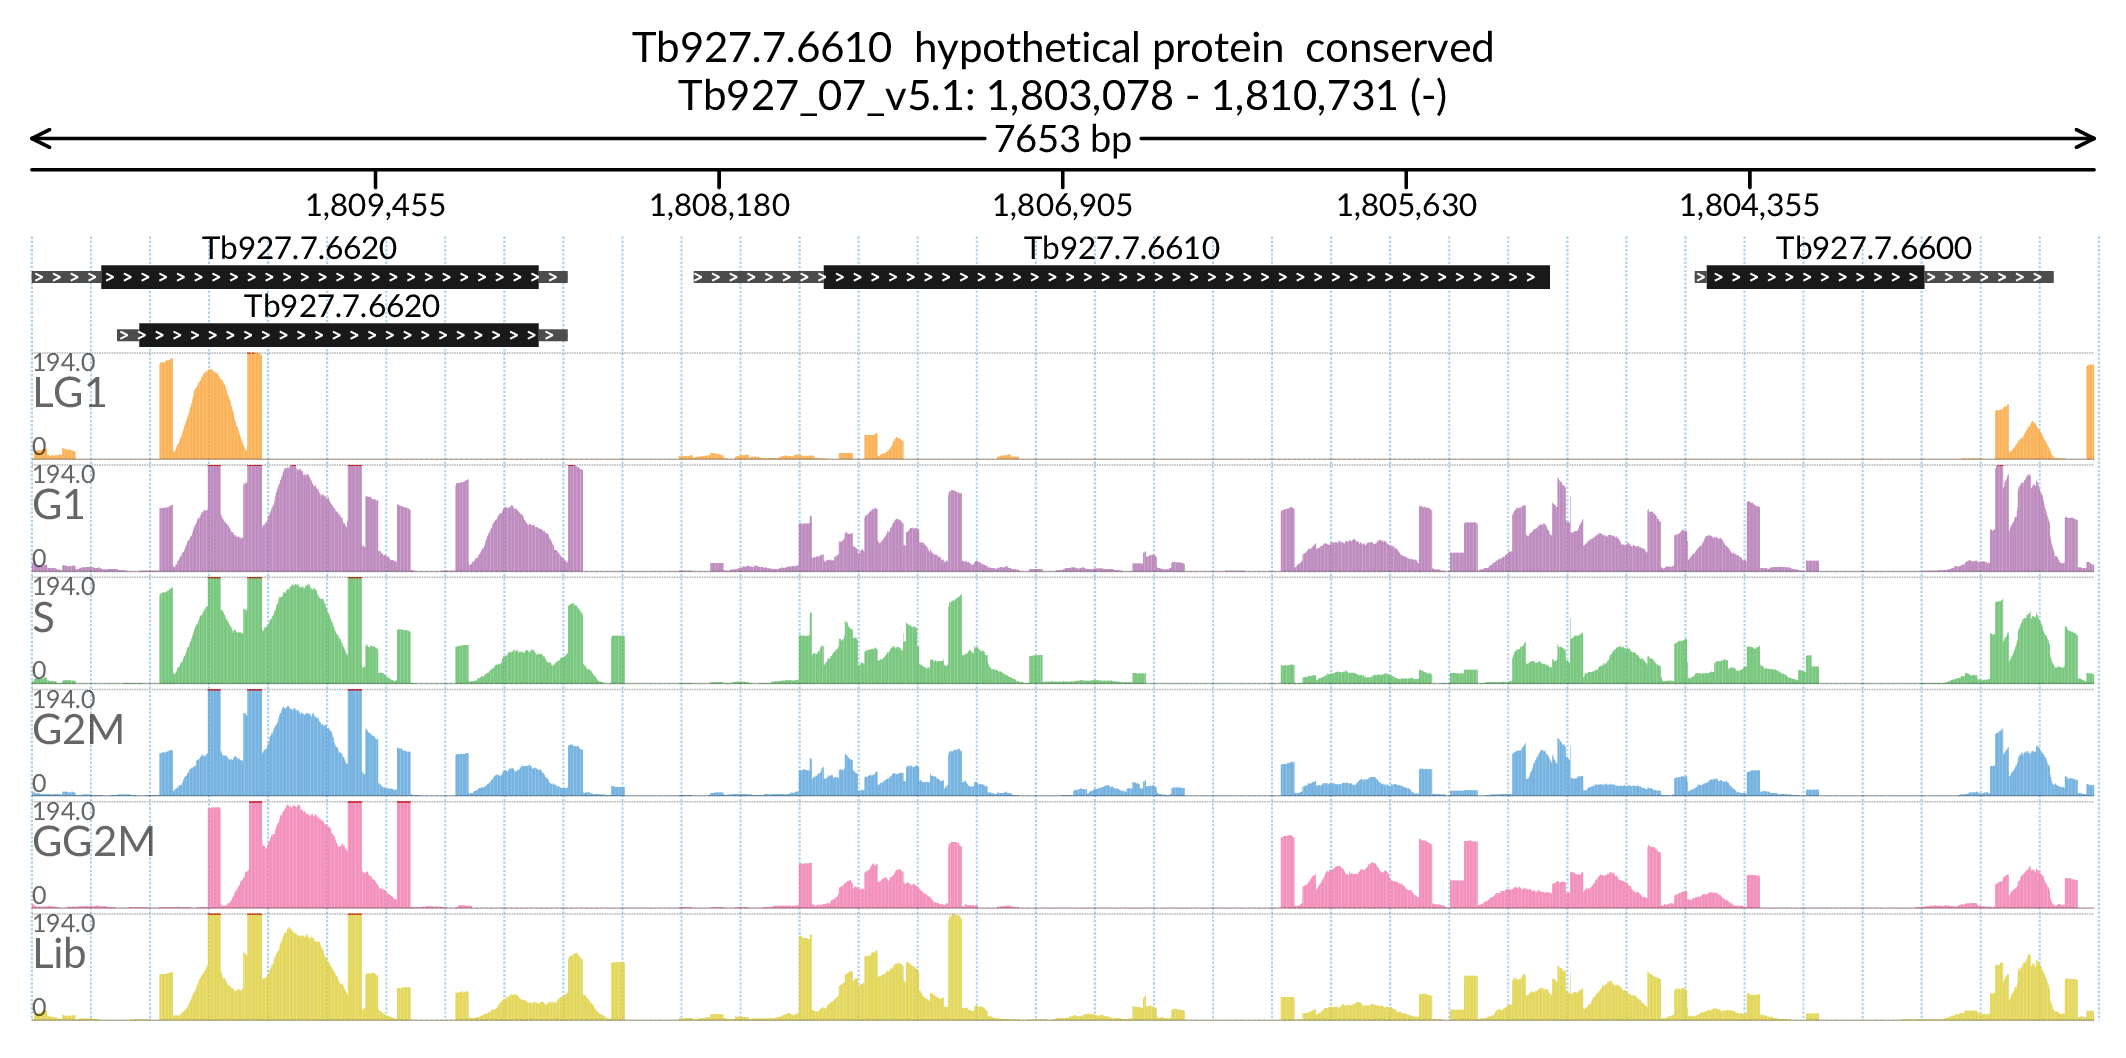 Tb927.7.6610 hypothetical protein conserved
Tb927_07_v5.1: 1,803,078 - 1,810,731 (-)
7653 bp
1,809,455 1,808,180 1,806,905 1,805,630 1,804,355
Tb927.7.6620 Tb927.7.6610 Tb927.7.6600
Tb927.7.6620
194.0
LG1
0
194.0
G1
0
194.0
S
0
194.0
G2M
0
194.0
GG2M
0
194.0
Lib
0